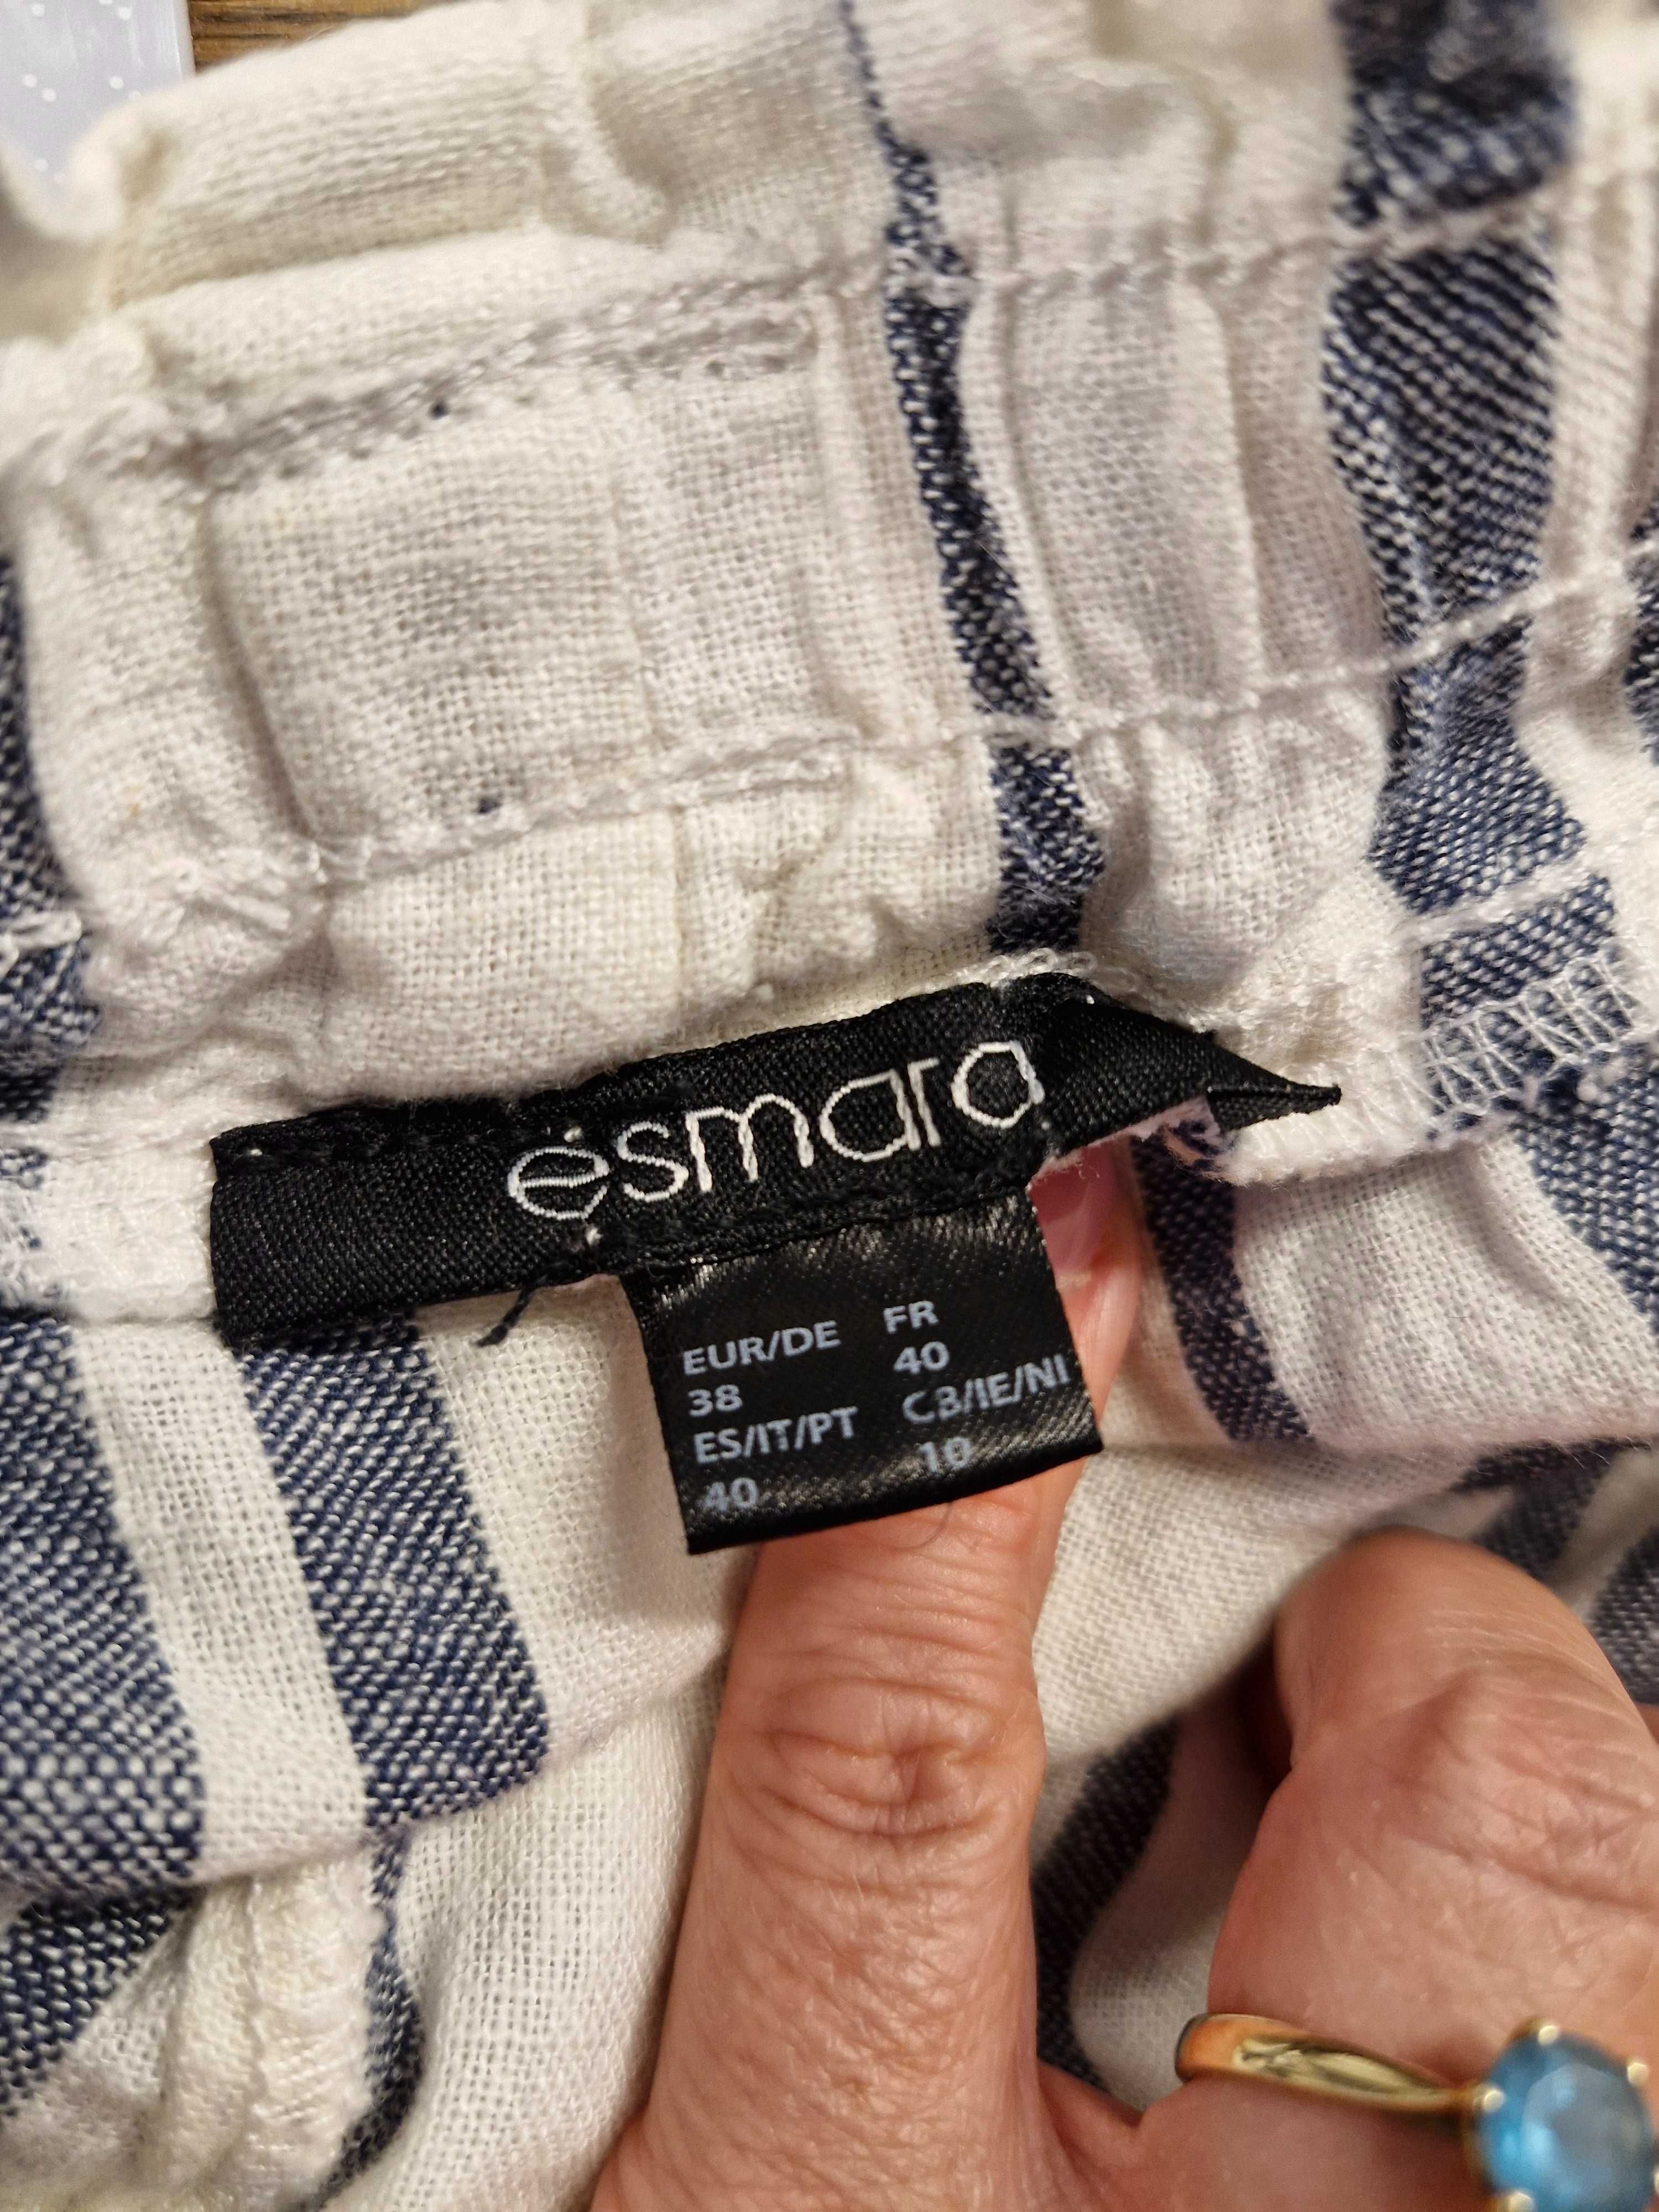 esmara
EUR/DE FR
38 40
ES/IT/PT GB/IE/NI
40 10